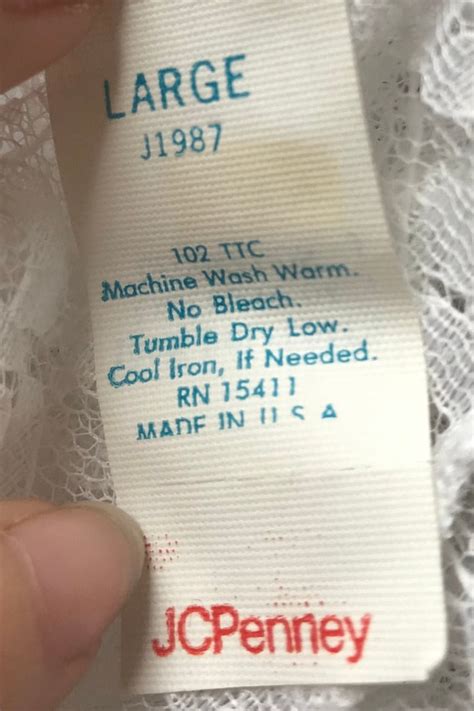 LARGE
J1987
102 TTC
Machine Wash Warm.
No Bleach.
Tumble Dry Low.
Cool Iron, If Needed.
RN 15411
MADE IN U S A
JCPenney